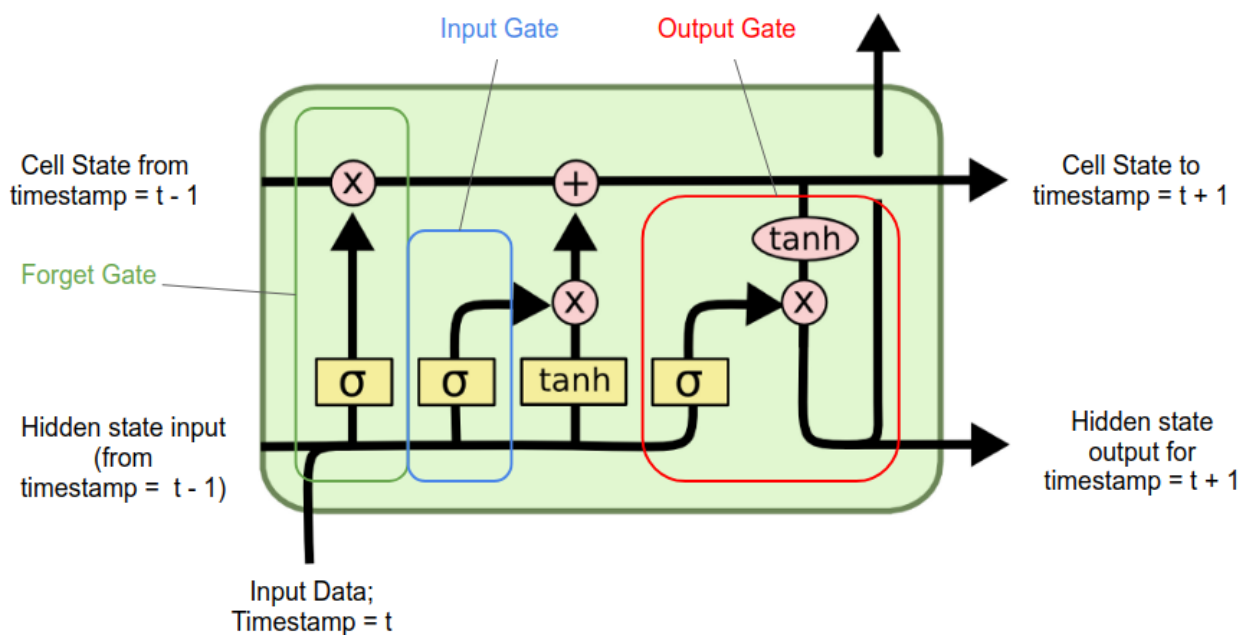 Input Gate
Output Gate
Cell State from
timestamp = t - 1
x
+
Cell State to
timestamp = t + 1
tanh
Forget Gate
x
x
σ
σ
tanh
σ
Hidden state input
(from
timestamp = t - 1)
Hidden state
output for
timestamp = t + 1
Input Data;
Timestamp = t